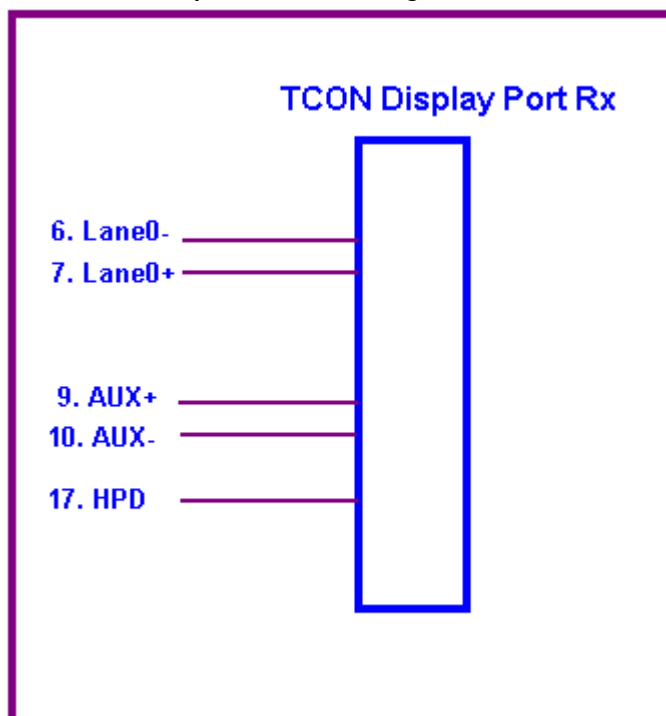 TCON Display Port Rx
6. Lane0-
7. Lane0+
9. AUX+
10. AUX-
17. HPD